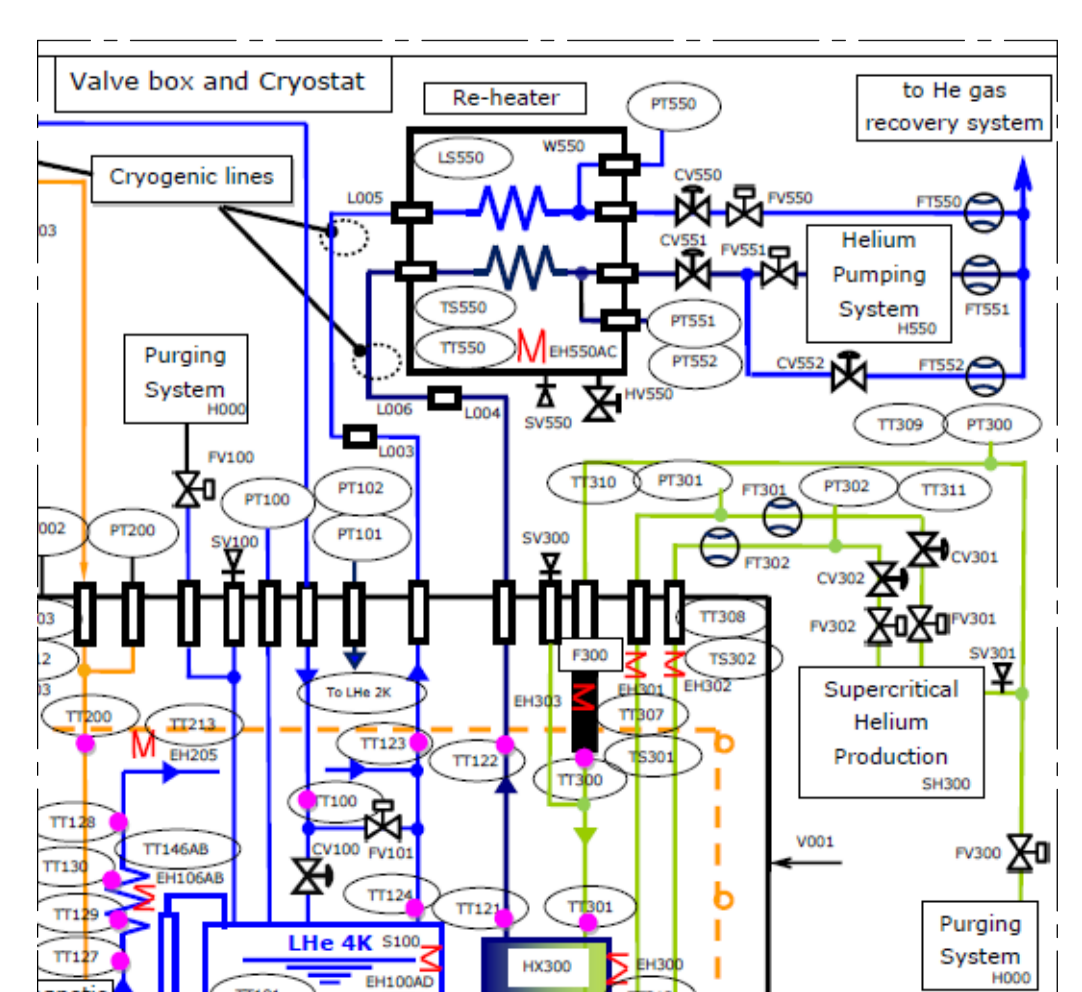 Valve box and Cryostat
Re-heater
PT550
to He gas
recovery system
LS550
W550
Cryogenic lines
L005
CV550
FV550
FT550
03
CV551
FV551
Helium
Pumping
System
H550
FT551
TS550
PT551
TT550
EH550AC
PT552
CV552
FT552
Purging
System
H000
L006
L004
SV550
HV550
L003
TT309
PT300
FV100
PT100
PT102
TT310
PT301
FT301
PT302
TT311
002
PT200
SV100
PT101
SV300
FT302
CV301
CV302
03
TT308
FV302
FV301
12
F300
TS302
SV301
03
To LHe 2K
EH303
EH301
EH302
Supercritical
Helium
Production
SH300
TT200
TT213
EH205
TT123
TT122
TT307
TS301
TT300
TT100
TT128
TT146AB
CV100
FV101
V001
FV300
TT130
EH106AB
TT124
TT121
TT301
TT129
Purging
System
H000
TT127
LHe 4K
S100
EH100AD
HX300
EH300